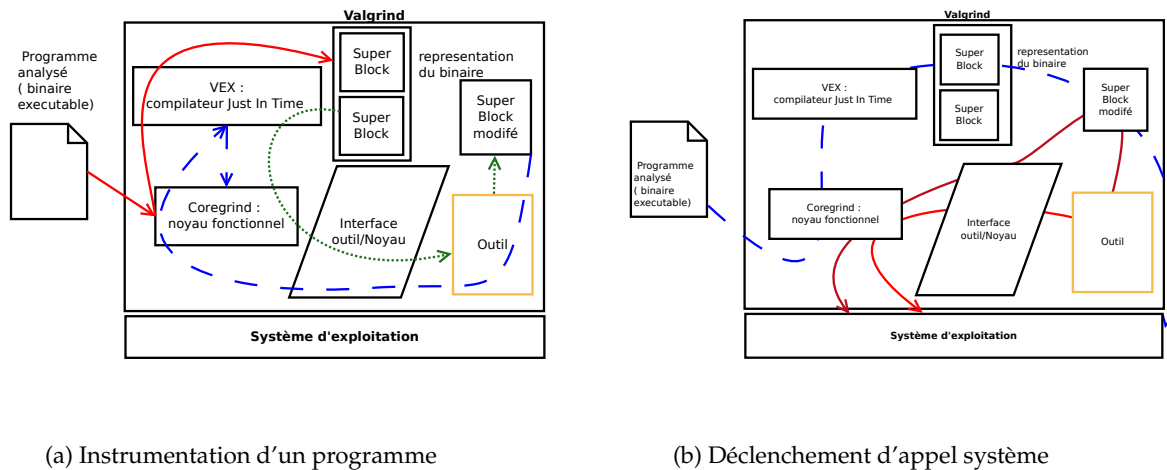 Valgrind
Programme
analysé
( binaire
executable)
Super
Block
representation
du binaire
VEX :
compilateur Just In Time
Super
Block
Super
Block
modifé
Coregrind :
noyau fonctionnel
Interface
outil/Noyau
Outil
Système d'exploitation
(a) Instrumentation d'un programme
Valgrind
Super
Block
representation
du binaire
VEX :
compilateur Just In Time
Super
Block
Super
Block
modifé
Programme
analysé
( binaire
executable)
Coregrind :
noyau fonctionnel
Interface
outil/Noyau
Outil
Système d'exploitation
(b) Déclenchement d'appel système